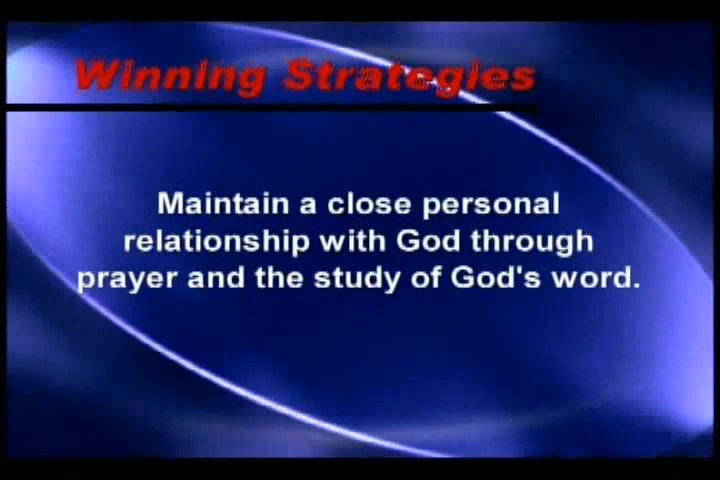 Winning Strategies
Maintain a close personal
relationship with God through
prayer and the study of God's word.